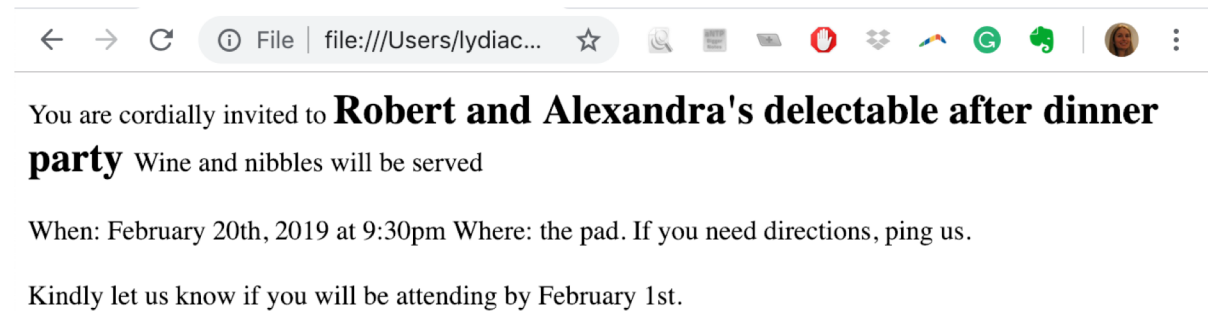 File file:///Users/lydiac...
You are cordially invited to Robert and Alexandra's delectable after dinner
party Wine and nibbles will be served
When: February 20th, 2019 at 9:30pm Where: the pad. If you need directions, ping us.
Kindly let us know if you will be attending by February 1st.